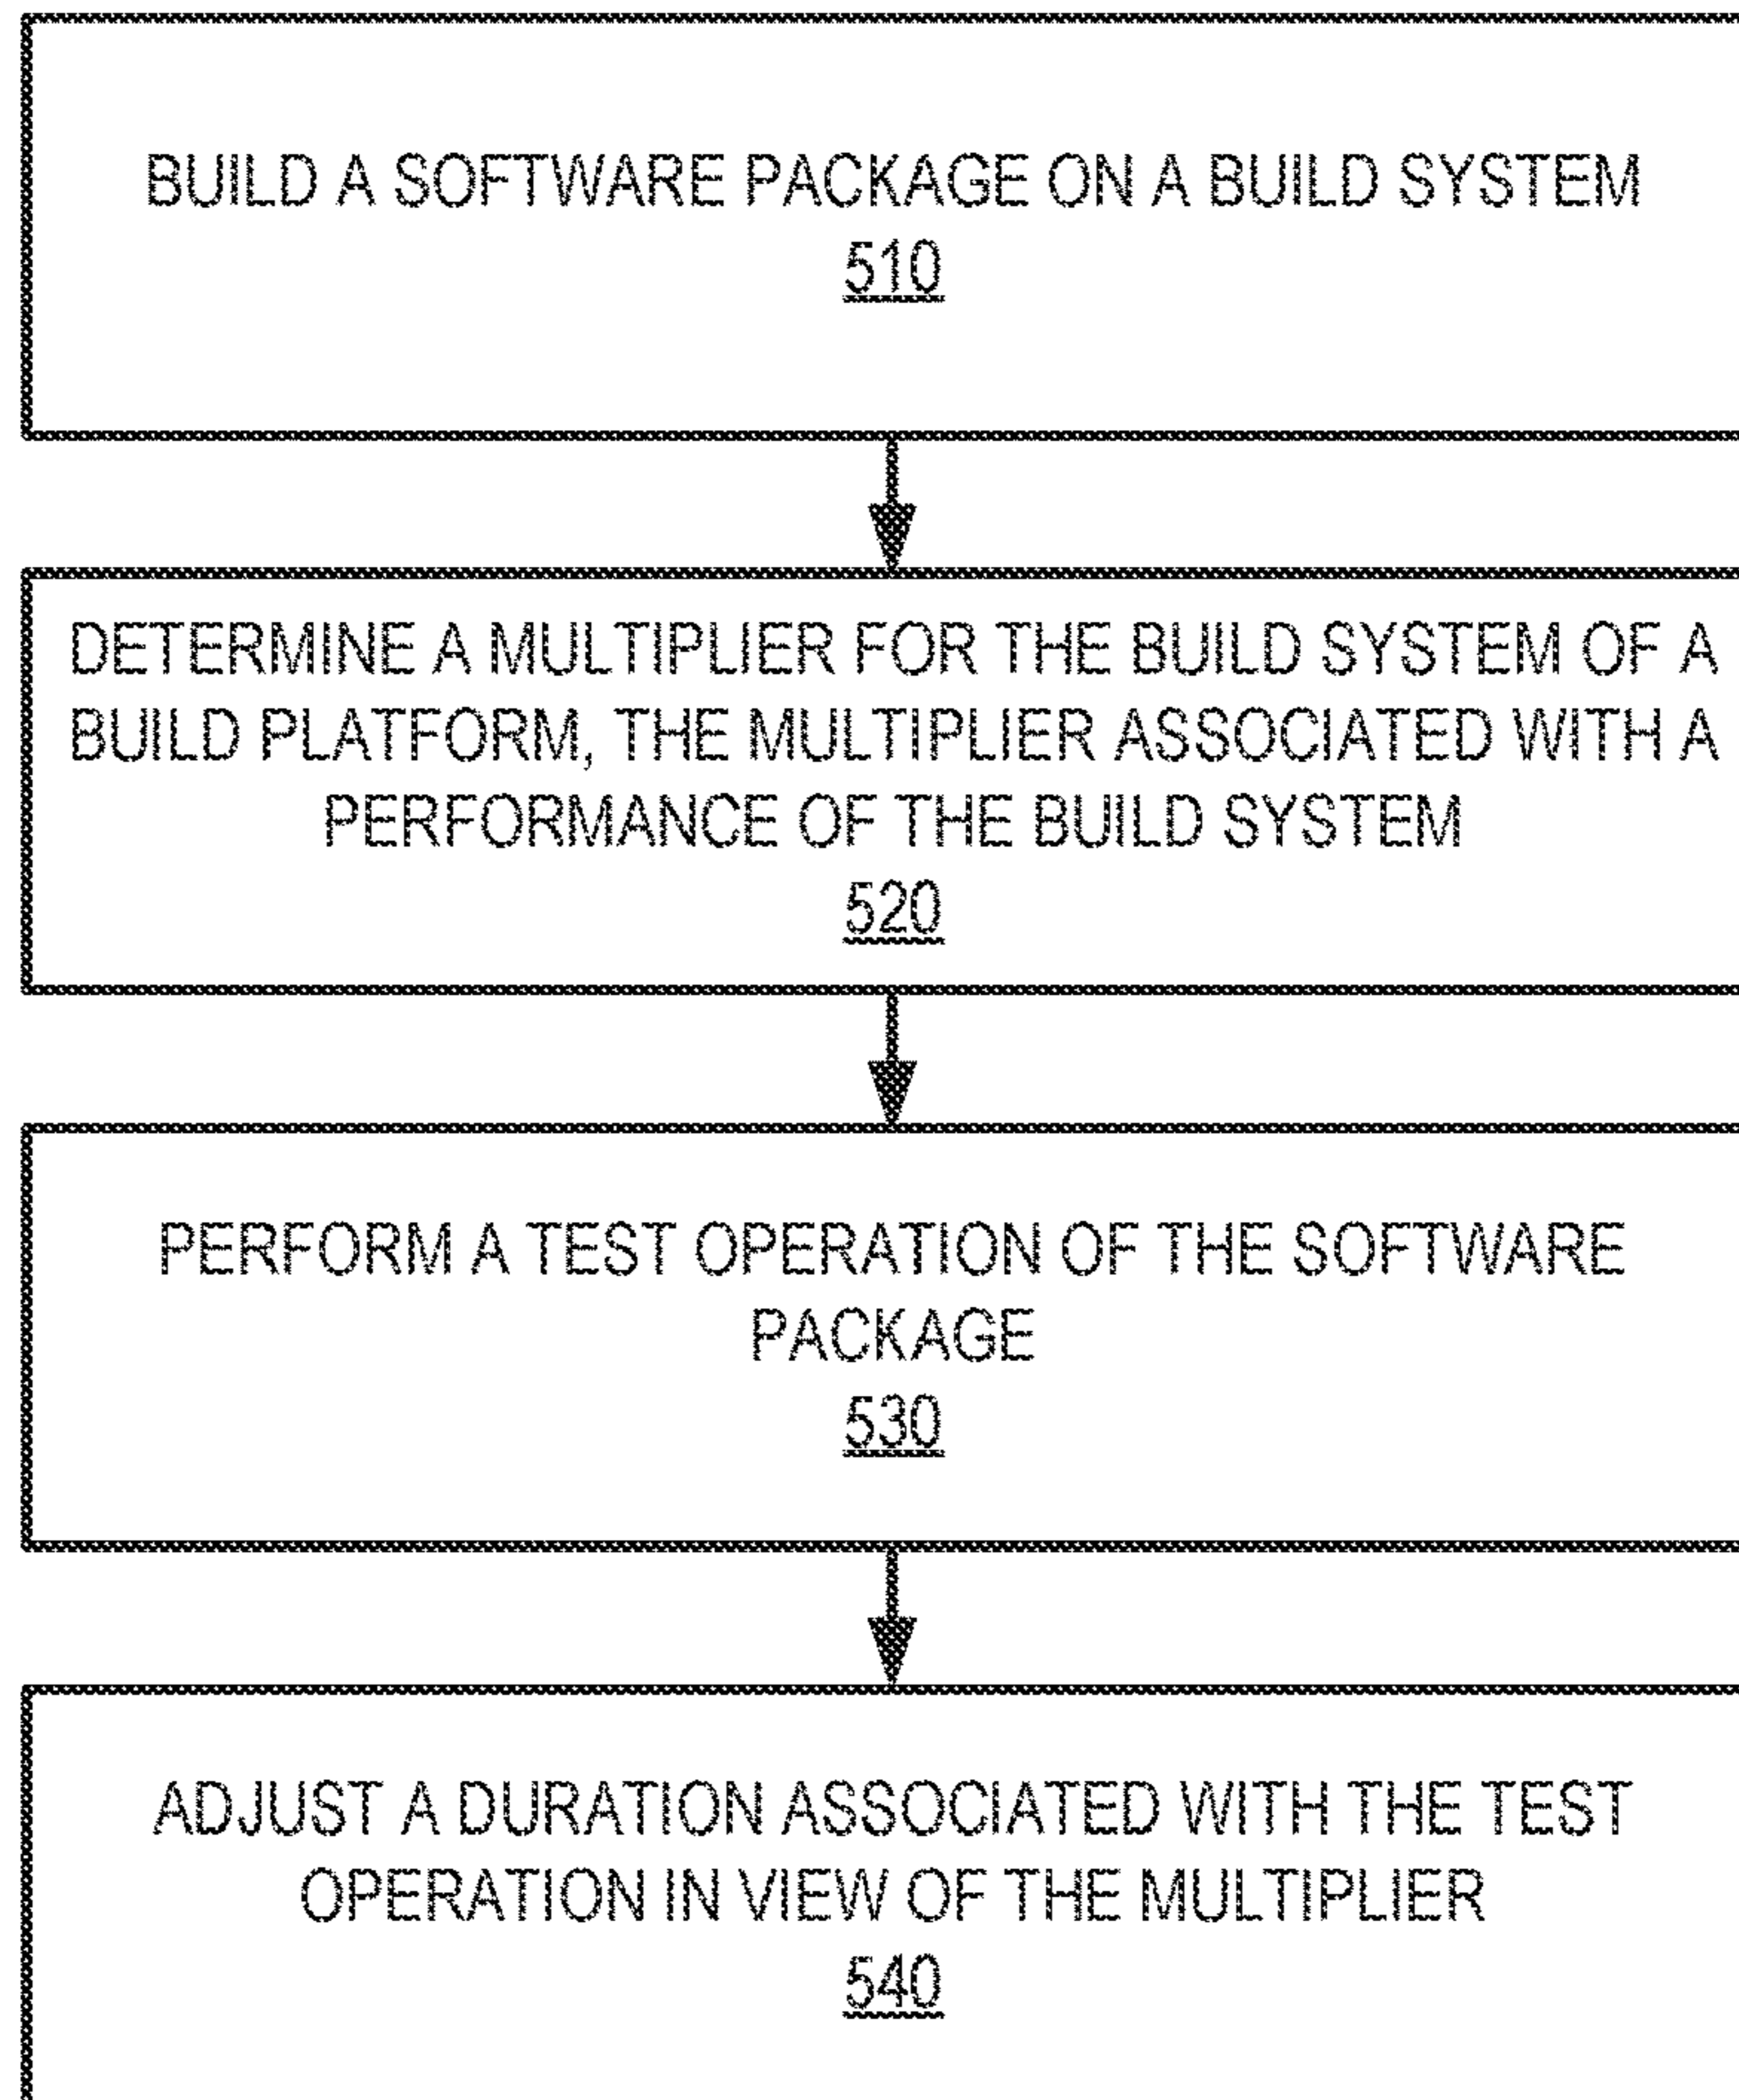 BUILD A SOFTWARE PACKAGE ON A BUILD SYSTEM
510
DETERMINE A MULTIPLIER FOR THE BUILD SYSTEM OF A
BUILD PLATFORM, THE MULTIPLIER ASSOCIATED WITH A
PERFORMANCE OF THE BUILD SYSTEM
520
PERFORM A TEST OPERATION OF THE SOFTWARE
PACKAGE
530
ADJUST A DURATION ASSOCIATED WITH THE TEST
OPERATION IN VIEW OF THE MULTIPLIER
540